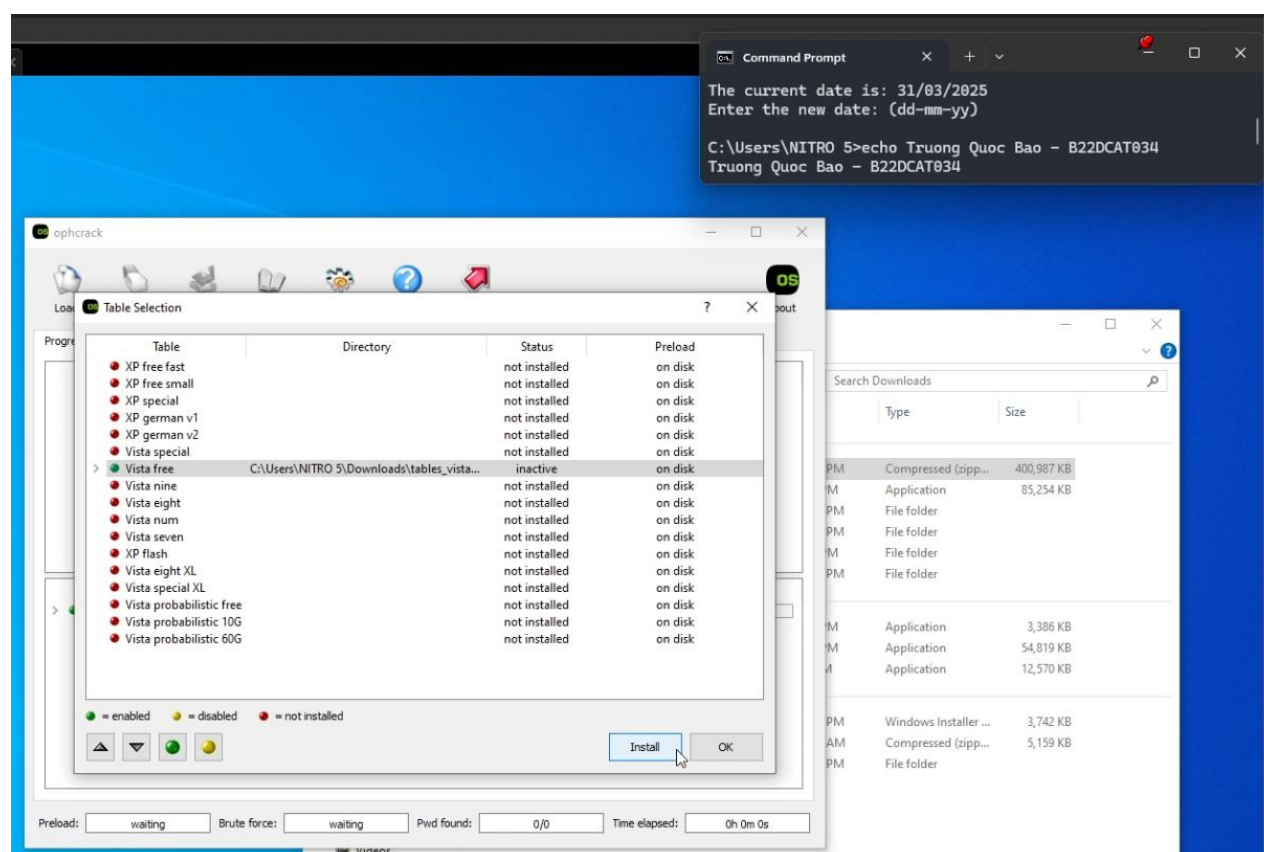 Command Prompt
The current date is: 31/03/2025
Enter the new date: (dd-mm-yy)
C:\Users\NITRO 5>echo Truong Quoc Bao - B22DCAT034
Truong Quoc Bao - B22DCAT034
ophcrack
OS
Table Selection
?
Table Directory Status Preload
XP free fast not installed on disk
XP free small not installed on disk
XP special not installed on disk
XP german v1 not installed on disk
XP german v2 not installed on disk
Vista special not installed on disk
Vista free C:\Users\NITRO 5\Downloads\tables_vista... inactive on disk
Vista nine not installed on disk
Vista eight not installed on disk
Vista num not installed on disk
Vista seven not installed on disk
XP flash not installed on disk
Vista eight XL not installed on disk
Vista special XL not installed on disk
Vista probabilistic free not installed on disk
Vista probabilistic 10G not installed on disk
Vista probabilistic 60G not installed on disk
= enabled = disabled = not installed
Install OK
Preload: waiting Brute force: waiting Pwd found: 0/0 Time elapsed: 0h 0m 0s
Search Downloads
Type Size
PM Compressed (zipp... 400,987 KB
M Application 85,254 KB
PM File folder
PM File folder
M File folder
PM File folder
M Application 3,386 KB
M Application 54,819 KB
Application 12,570 KB
PM Windows Installer ... 3,742 KB
AM Compressed (zipp... 5,159 KB
PM File folder